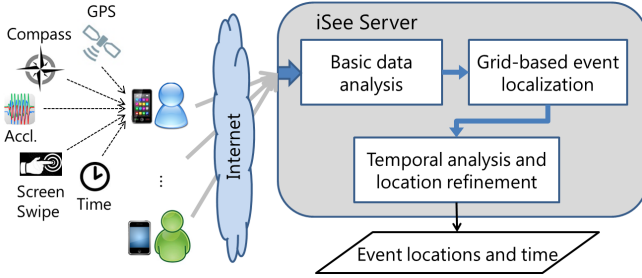 GPS
Compass
Accl.
Screen
Swipe
Time
...
Internet
iSee Server
Basic data
analysis
Grid-based event
localization
Temporal analysis and
location refinement
Event locations and time